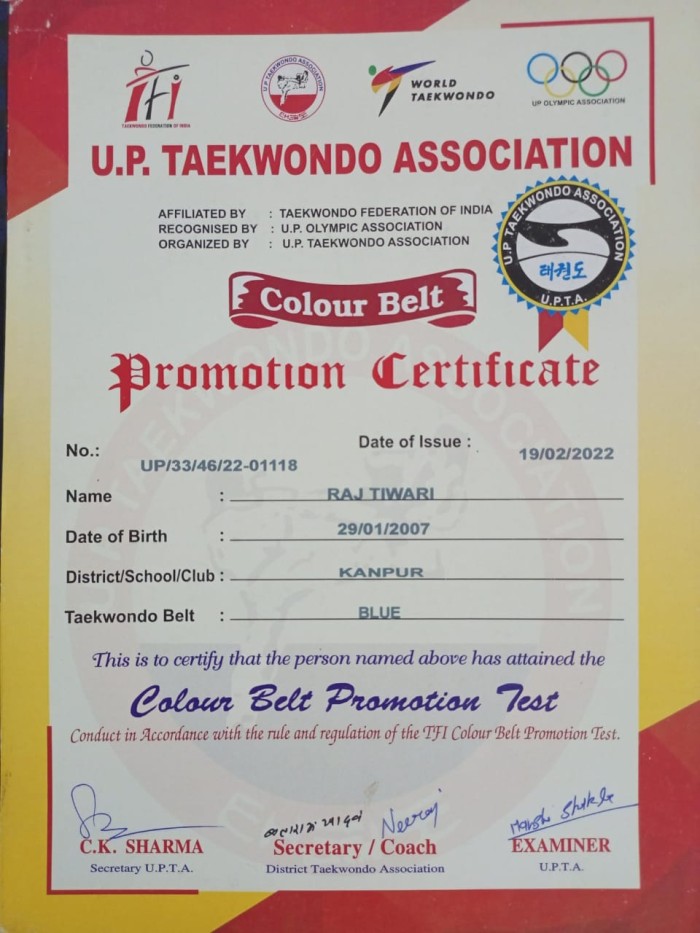 TFI
TAEKWONDO FEDERATION OF INDIA
U.P TAEKWONDO ASSOCIATION
WORLD
TAEKWONDO
UP OLYMPIC ASSOCIATION
U.P. TAEKWONDO ASSOCIATION
AFFILIATED BY : TAEKWONDO FEDERATION OF INDIA
RECOGNISED BY : U.P. OLYMPIC ASSOCIATION
ORGANIZED BY : U.P. TAEKWONDO ASSOCIATION
U.P TAEKWONDO ASSOCIATION
태권도
U.P.T.A.
Colour Belt
Promotion Certificate
No.: UP/33/46/22-01118 Date of Issue : 19/02/2022
Name : RAJ TIWARI
Date of Birth : 29/01/2007
District/School/Club : KANPUR
Taekwondo Belt : BLUE
This is to certify that the person named above has attained the
Colour Belt Promotion Test
Conduct in Accordance with the rule and regulation of the TFI Colour Belt Promotion Test.
Neeraj
Shukla
C.K. SHARMA Secretary / Coach EXAMINER
Secretary U.P.T.A. District Taekwondo Association U.P.T.A.